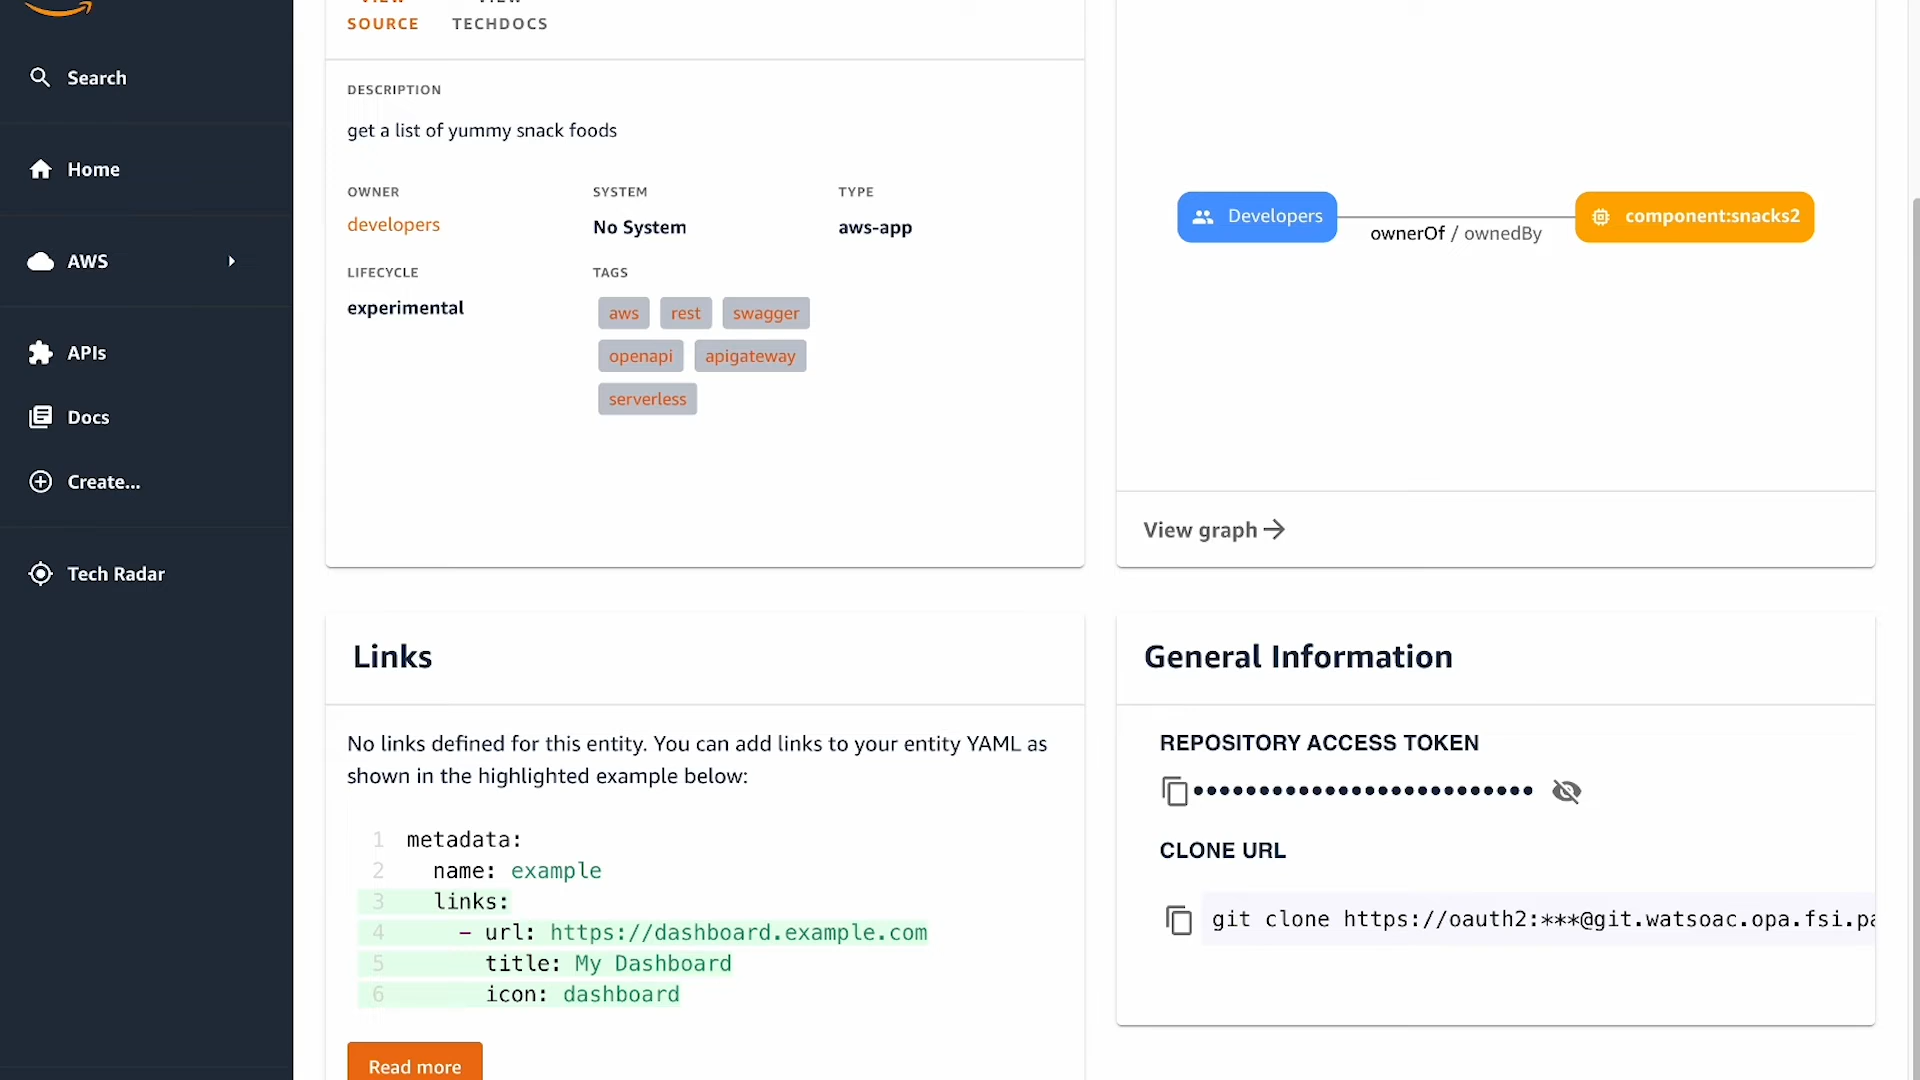 Search
Home
AWS
APIs
Docs
Create...
Tech Radar
SOURCE
TECHDOCS
DESCRIPTION
get a list of yummy snack foods
OWNER
developers
SYSTEM
No System
TYPE
aws-app
LIFECYCLE
experimental
TAGS
aws rest swagger
openapi apigateway
serverless
Developers
ownerOf / ownedBy
component:snacks2
View graph
Links
No links defined for this entity. You can add links to your entity YAML as
shown in the highlighted example below:
1 metadata:
2 name: example
3 links:
4 - url: https://dashboard.example.com
5 title: My Dashboard
6 icon: dashboard
Read more
General Information
REPOSITORY ACCESS TOKEN
••••••••••••••••••••••••••
CLONE URL
git clone https://oauth2:***@git.watsoac.opa.fsi.pa